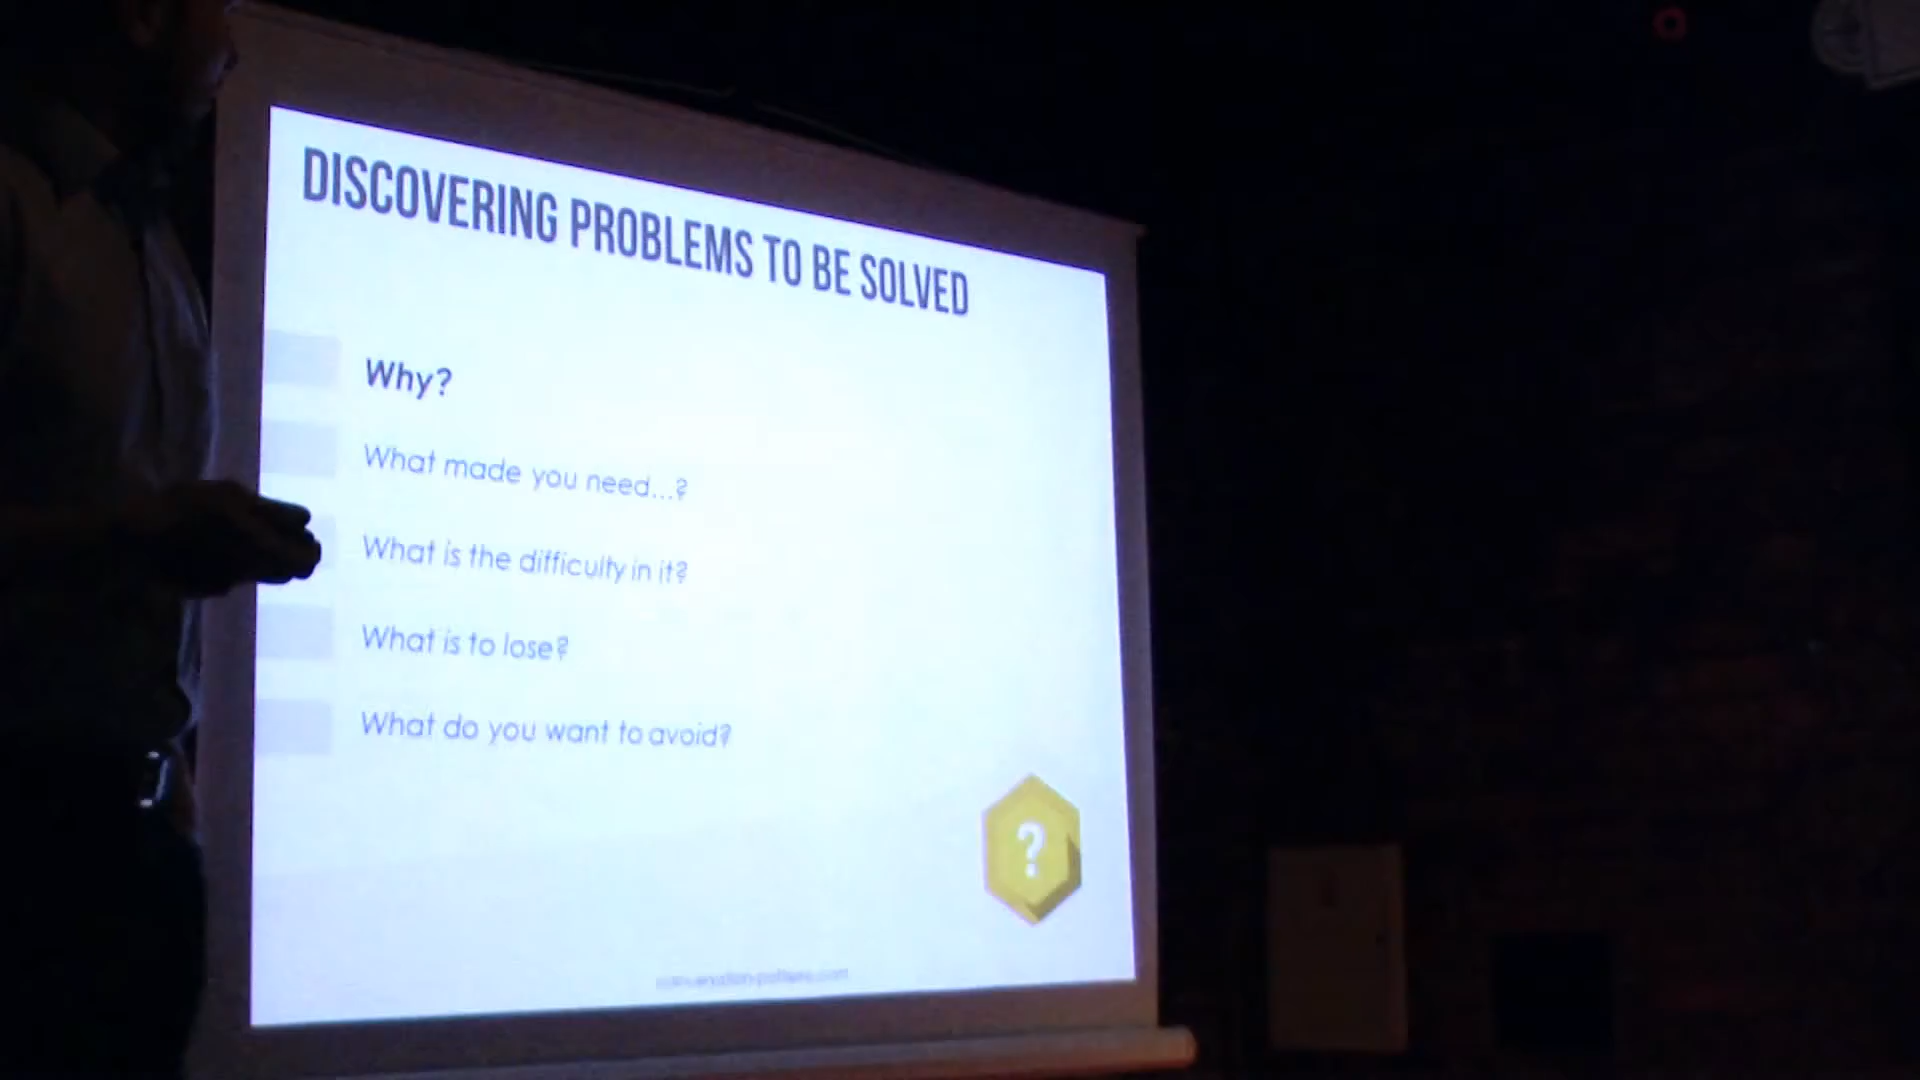 DISCOVERING PROBLEMS TO BE SOLVED
Why?
What made you need...?
What is the difficulty in it?
What is to lose?
What do you want to avoid?
?